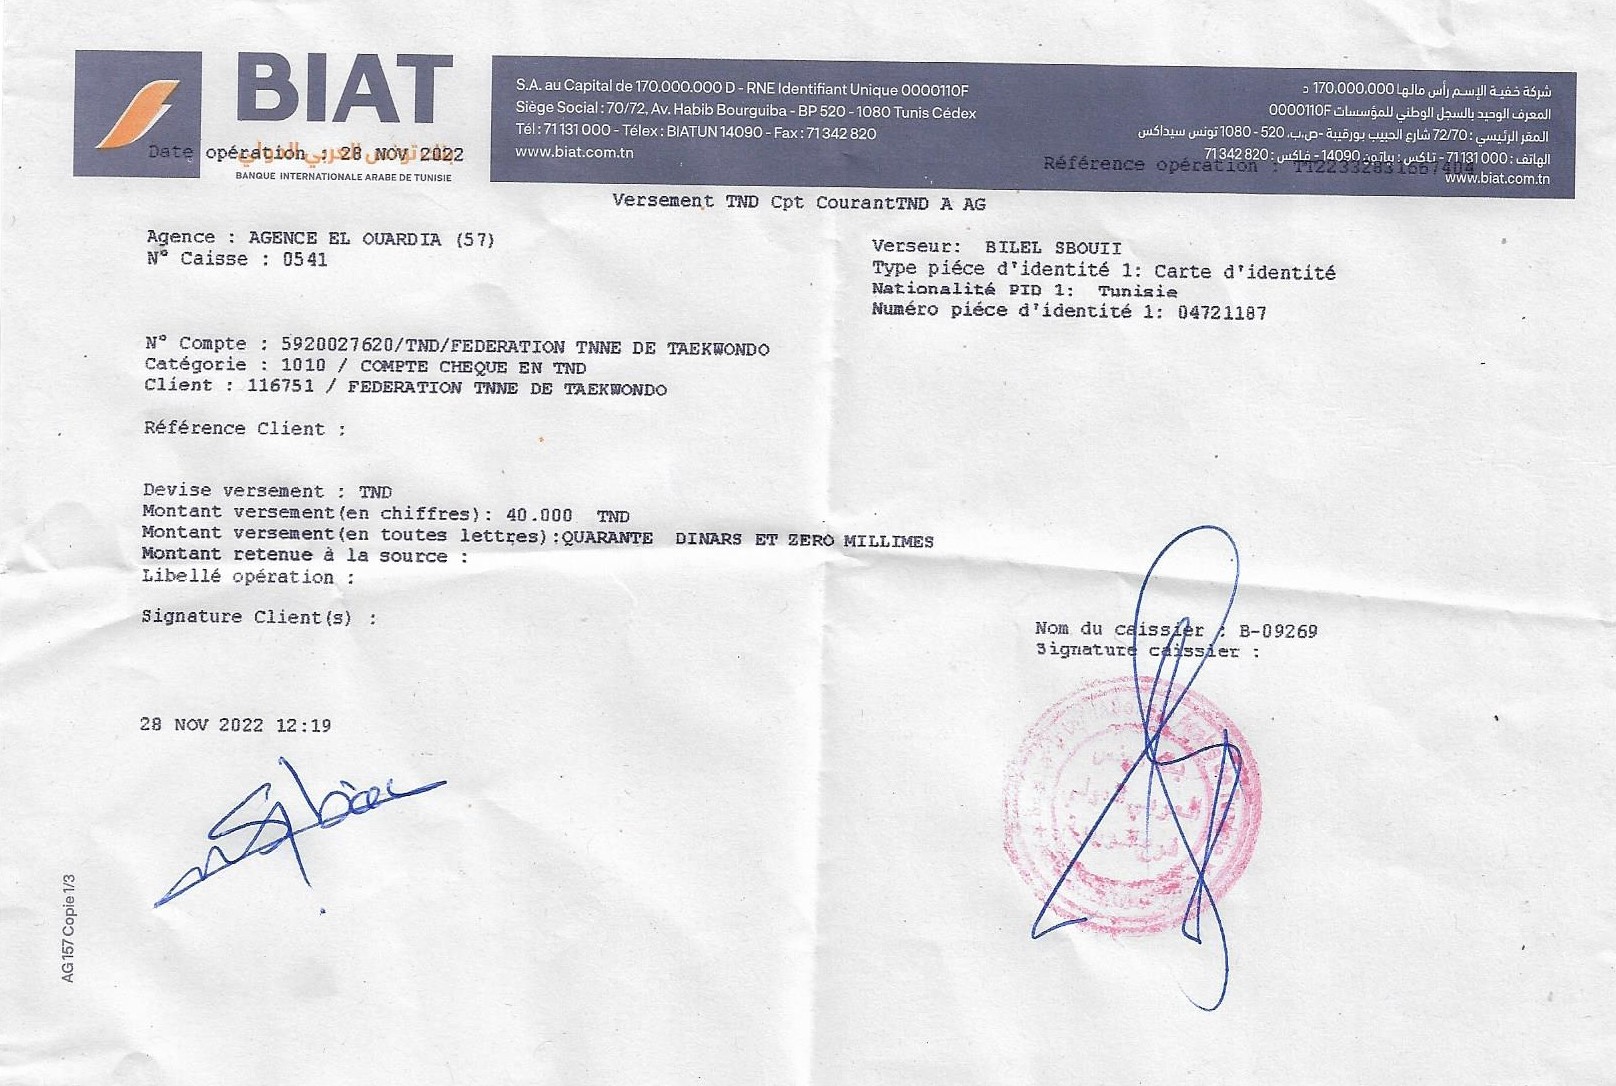 BIAT
بنك تونس العربي الدولي
BANQUE INTERNATIONALE ARABE DE TUNISIE
S.A. au Capital de 170.000.000 D - RNE Identifiant Unique 0000110F
Siège Social : 70/72, Av. Habib Bourguiba - BP 520 - 1080 Tunis Cédex
Tél : 71 131 000 - Télex : BIATUN 14090 - Fax : 71 342 820
www.biat.com.tn
شركة خفية الإسم رأس مالها 170.000.000 د
المعرف الوحيد بالسجل الوطني للمؤسسات 0000110F
المقر الرئيسي : 72/70 شارع الحبيب بورقيبة - ص.ب. 520 - 1080 تونس سيداكس
الهاتف : 71131 000 - تلكس : بياتون 14090 - فاكس : 71 342 820
www.biat.com.tn
Date opération : 28 NOV 2022
Référence opération :
Versement TND Cpt CourantTND A AG
Agence : AGENCE EL OUARDIA (57)
N° Caisse : 0541
Verseur: BILEL SBOUII
Type piéce d'identité 1: Carte d'identité
Nationalité PID 1: Tunisie
Numéro piéce d'identité 1: 04721187
N° Compte : 5920027620/TND/FEDERATION TNNE DE TAEKWONDO
Catégorie : 1010 / COMPTE CHEQUE EN TND
Client : 116751 / FEDERATION TNNE DE TAEKWONDO
Référence Client :
Devise versement : TND
Montant versement(en chiffres): 40.000 TND
Montant versement(en toutes lettres):QUARANTE DINARS ET ZERO MILLIMES
Montant retenue à la source :
Libellé opération :
Signature Client(s) :
Nom du caissier : B-09269
Signature caissier :
28 NOV 2022 12:19
AG157 Copie 1/3